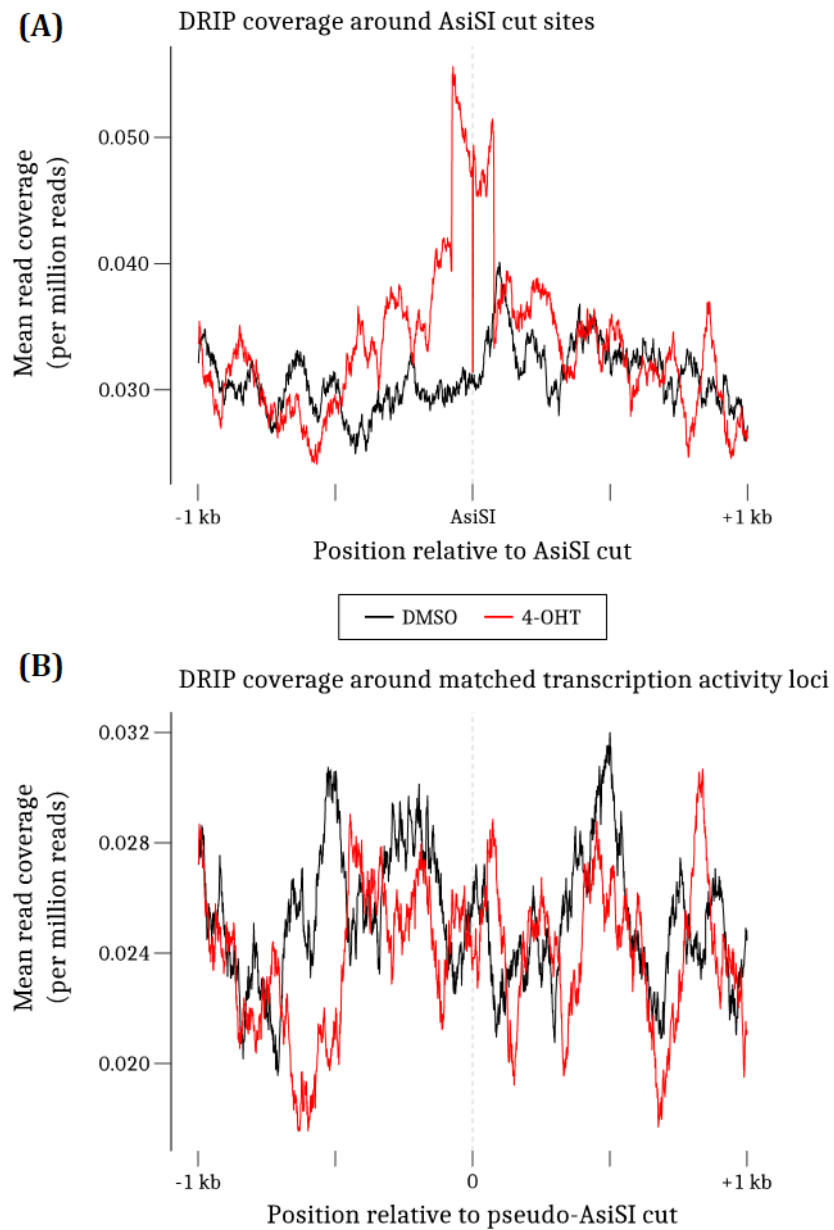 (A)
DRIP coverage around AsiSI cut sites
Mean read coverage
(per million reads)
0.050
0.040
0.030
-1 kb
AsiSI
+1 kb
Position relative to AsiSI cut
DMSO
4-OHT
(B)
DRIP coverage around matched transcription activity loci
Mean read coverage
(per million reads)
0.032
0.028
0.024
0.020
-1 kb
0
+1 kb
Position relative to pseudo-AsiSI cut